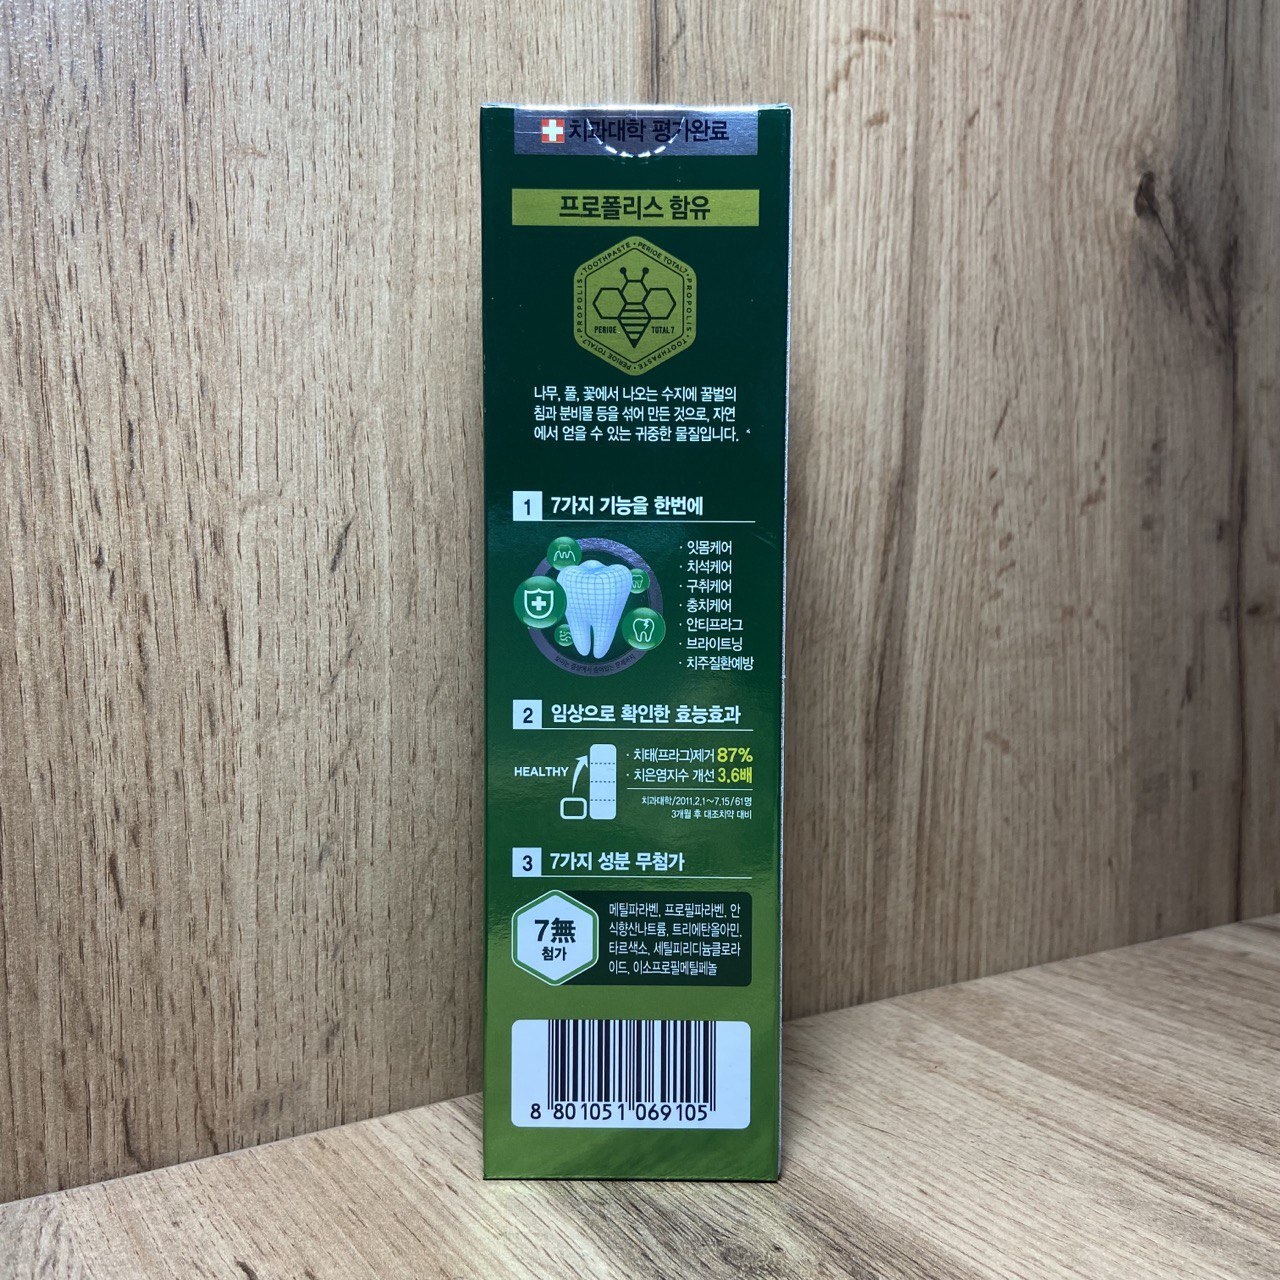 치과대학 평가완료
프로폴리스 함유
PROPOLIS · TOOTHPASTE · PERIOE TOTAL7 · PROPOLIS · TOOTHPASTE · PERIOE TOTAL7
PERIOE TOTAL 7
나무, 풀, 꽃에서 나오는 수지에 꿀벌의
침과 분비물 등을 섞어 만든 것으로, 자연
에서 얻을 수 있는 귀중한 물질입니다.
1 7가지 기능을 한번에
· 잇몸케어
· 치석케어
· 구취케어
· 충치케어
· 안티프라그
· 브라이트닝
· 치주질환예방
2 임상으로 확인한 효능효과
HEALTHY
· 치태(프라그)제거 87%
· 치은염지수 개선 3.6배
치과대학/2011.2.1~7.15/61명
3개월 후 대조치약 대비
3 7가지 성분 무첨가
7無
첨가
메틸파라벤, 프로필파라벤, 안
식향산나트륨, 트리에탄올아민,
타르색소, 세틸피리디늄클로라
이드, 이소프로필메틸페놀
8 801051 069105